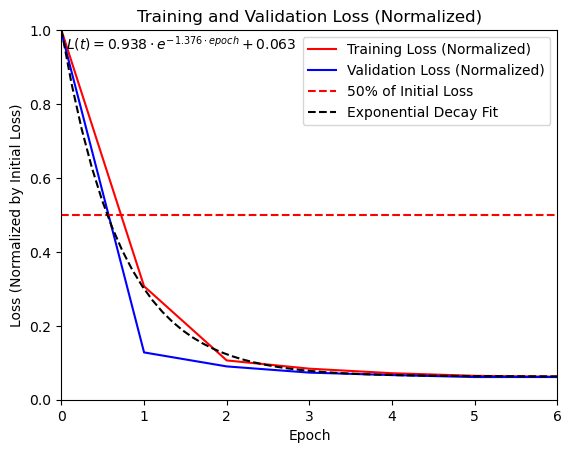 Training and Validation Loss (Normalized)
L(t) = 0.938 · e^{-1.376 · epoch} + 0.063
Training Loss (Normalized)
Validation Loss (Normalized)
50% of Initial Loss
Exponential Decay Fit
Loss (Normalized by Initial Loss)
1.0
0.8
0.6
0.4
0.2
0.0
0 1 2 3 4 5 6
Epoch